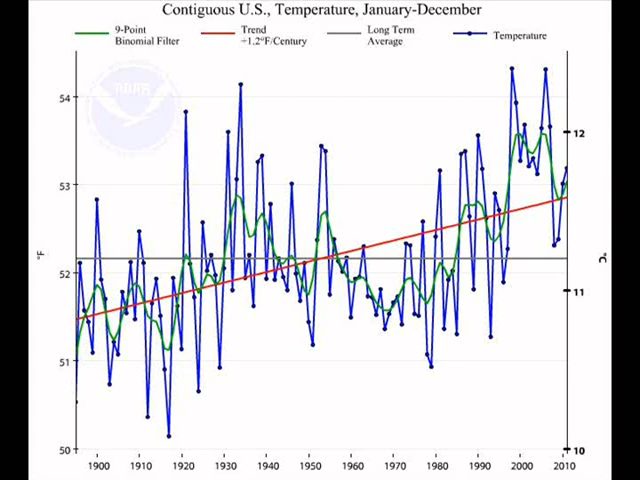 Contiguous U.S., Temperature, January-December
9-Point
Binomial Filter
Trend
+1.2°F/Century
Long Term
Average
Temperature
NOAA
54
53
52
51
50
°F
12
11
10
°C
1900
1910
1920
1930
1940
1950
1960
1970
1980
1990
2000
2010